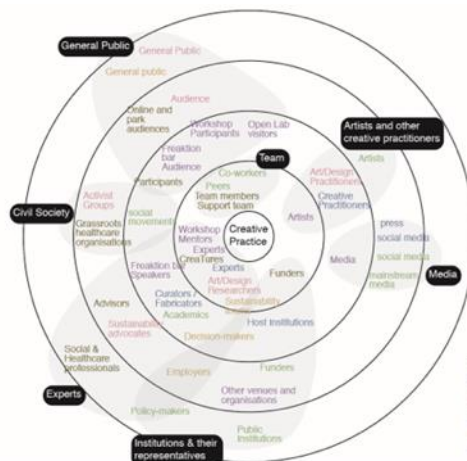 General Public
General Public
General public
Audience
Online and
park
audiences
Workshop
Participants
Open Lab
visitors
Artists and other
creative practitioners
Freaktion
bar
Audience
Team
Artists
Co-workers
Art/Design
Practitioners
Participants
Peers
Activist
Groups
Team members
Support team
Creative
Practitioners
Civil Society
social
movements
Artists
press
Grassroots
healthcare
organisations
Workshop
Mentors
Creative
Practice
social media
Experts
CreaTures
Media
social media
Media
Freaktion bar
Speakers
Experts
Funders
mainstream
media
Art/Design
Researchers
Curators /
Fabricators
Advisors
Sustainability
Academics
Host Institutions
Sustainability
advocates
Decision-makers
Social &
Healthcare
professionals
Funders
Employers
Experts
Other venues and
organisations
Policy-makers
Public
Institutions
Institutions & their
representatives